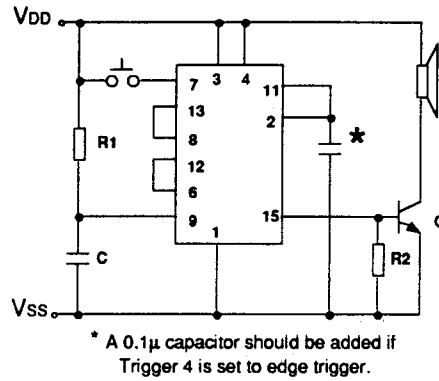 VDD
3 4
7 11
13
2
8 *
R1
12
6
9 15
1
R2
C
VSS
* A 0.1μ capacitor should be added if
Trigger 4 is set to edge trigger.